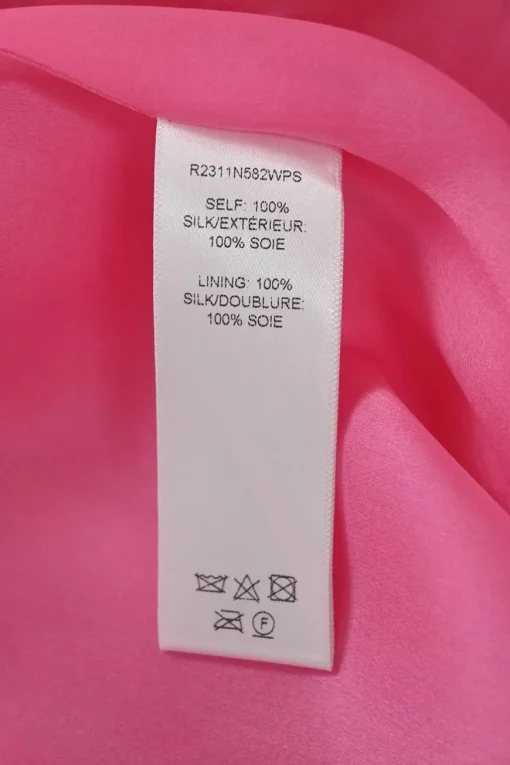 R2311N582WPS
SELF: 100%
SILK/EXTÉRIEUR:
100% SOIE
LINING: 100%
SILK/DOUBLURE:
100% SOIE
F